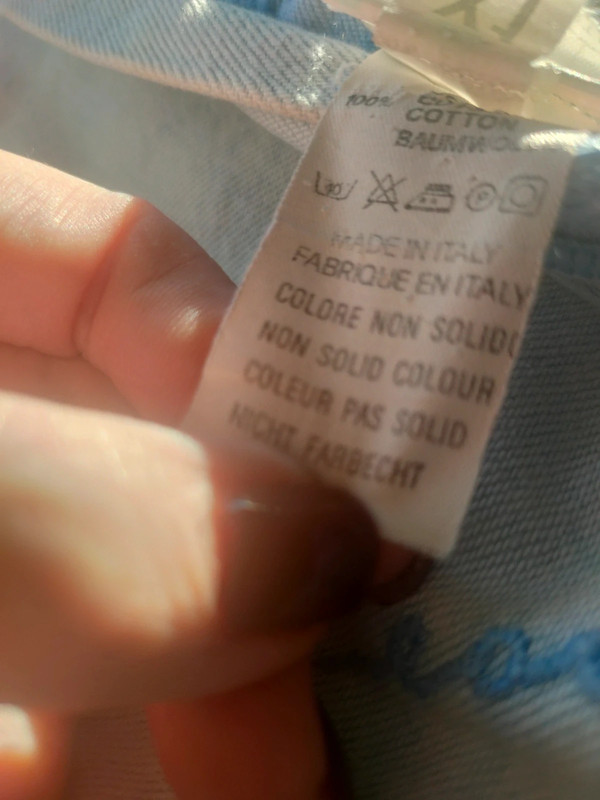 100%
COTTON
MADE IN ITALY
FABRIQUE EN ITALY
COLORE NON SOLIDO
NON SOLID COLOUR
COLEUR PAS SOLID
NICHT FARBECHT